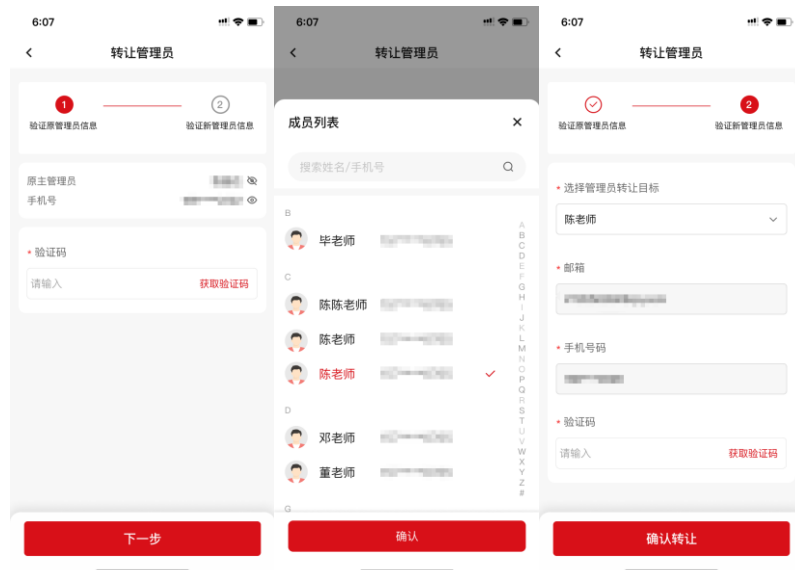 6:07
转让管理员
1
2
验证原管理员信息
验证新管理员信息
原主管理员
手机号
* 验证码
请输入
获取验证码
下一步
6:07
转让管理员
成员列表
搜索姓名/手机号
B
毕老师
C
陈陈老师
陈老师
陈老师
D
邓老师
董老师
G
A
B
C
D
E
F
G
H
I
J
K
L
M
N
O
P
Q
R
S
T
U
V
W
X
Y
Z
#
确认
6:07
转让管理员
2
验证原管理员信息
验证新管理员信息
* 选择管理员转让目标
陈老师
* 邮箱
* 手机号码
* 验证码
请输入
获取验证码
确认转让